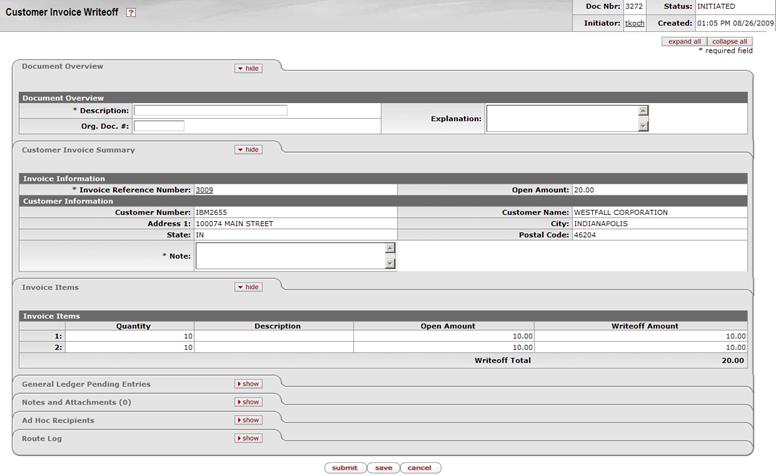 Customer Invoice Writeoff ?
Doc Nbr: 3272 Status: INITIATED
Initiator: tkoch Created: 01:05 PM 08/26/2009
expand all collapse all
* required field
Document Overview hide
Document Overview
* Description: Explanation:
Org. Doc. #:
Customer Invoice Summary hide
Invoice Information
* Invoice Reference Number: 3009 Open Amount: 20.00
Customer Information
Customer Number: IBM2655 Customer Name: WESTFALL CORPORATION
Address 1: 100074 MAIN STREET City: INDIANAPOLIS
State: IN Postal Code: 46204
* Note:
Invoice Items hide
Invoice Items
Quantity Description Open Amount Writeoff Amount
1: 10 10.00 10.00
2: 10 10.00 10.00
Writeoff Total 20.00
General Ledger Pending Entries show
Notes and Attachments (0) show
Ad Hoc Recipients show
Route Log show
submit save cancel